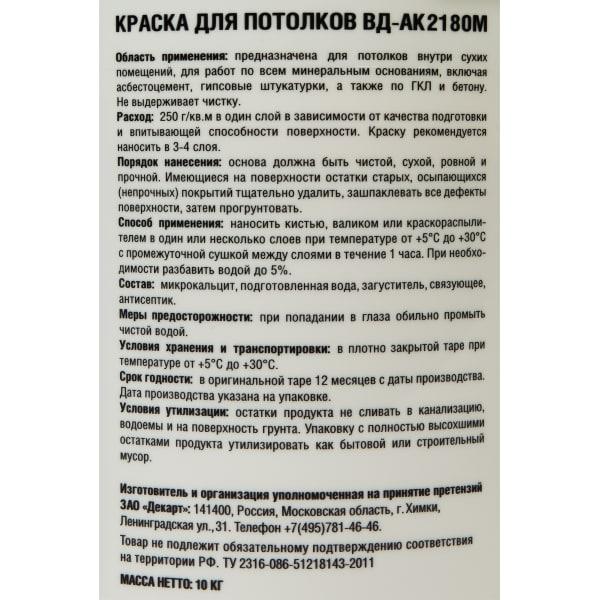 КРАСКА ДЛЯ ПОТОЛКОВ ВД-АК2180М
Область применения: предназначена для потолков внутри сухих
помещений, для работ по всем минеральным основаниям, включая
асбестоцемент, гипсовые штукатурки, а также по ГКЛ и бетону.
Не выдерживает чистку.
Расход: 250 г/кв.м в один слой в зависимости от качества подготовки
и впитывающей способности поверхности. Краску рекомендуется
наносить в 3-4 слоя.
Порядок нанесения: основа должна быть чистой, сухой, ровной и
прочной. Имеющиеся на поверхности остатки старых, осыпающихся
(непрочных) покрытий тщательно удалить, зашпаклевать все дефекты
поверхности, затем прогрунтовать.
Способ применения: наносить кистью, валиком или краскораспыли-
телем в один или несколько слоев при температуре от +5°С до +30°С
с промежуточной сушкой между слоями в течение 1 часа. При необхо-
димости разбавить водой до 5%.
Состав: микрокальцит, подготовленная вода, загуститель, связующее,
антисептик.
Меры предосторожности: при попадании в глаза обильно промыть
чистой водой.
Условия хранения и транспортировки: в плотно закрытой таре при
температуре от +5°С до +30°С.
Срок годности: в оригинальной таре 12 месяцев с даты производства.
Дата производства указана на упаковке.
Условия утилизации: остатки продукта не сливать в канализацию,
водоемы и на поверхность грунта. Упаковку с полностью высохшими
остатками продукта утилизировать как бытовой или строительный
мусор.
Изготовитель и организация уполномоченная на принятие претензий
ЗАО «Декарт»: 141400, Россия, Московская область, г. Химки,
Ленинградская ул.,31. Телефон +7(495)781-46-46.
Товар не подлежит обязательному подтверждению соответствия
на территории РФ. ТУ 2316-086-51218143-2011
МАССА НЕТТО: 10 КГ